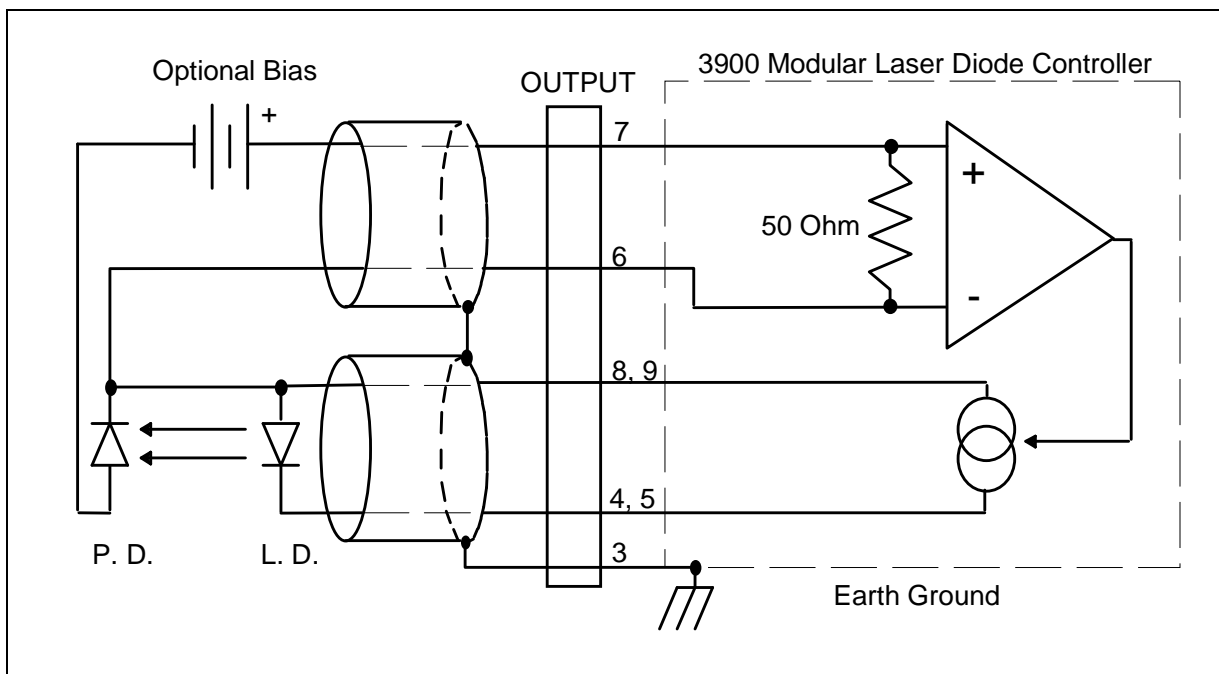 3900 Modular Laser Diode Controller
Optional Bias
OUTPUT
+
7
+
50 Ohm
6
-
8, 9
4, 5
3
P. D.
L. D.
Earth Ground